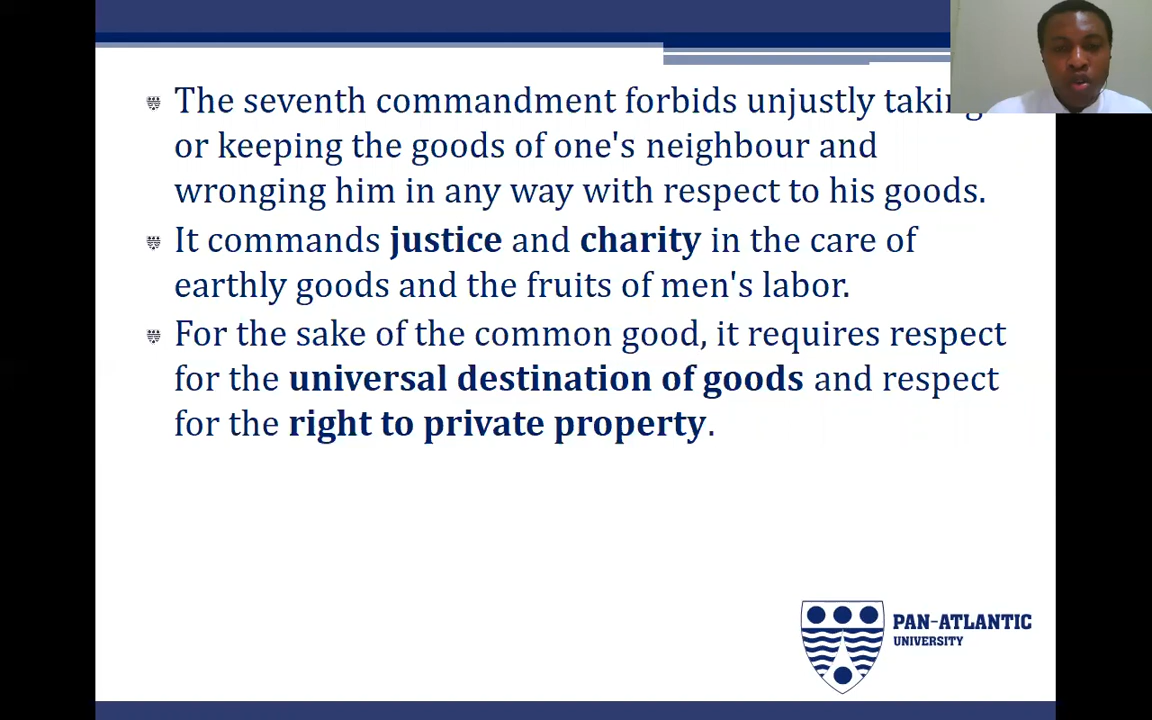 The seventh commandment forbids unjustly taking
or keeping the goods of one's neighbour and
wronging him in any way with respect to his goods.
It commands justice and charity in the care of
earthly goods and the fruits of men's labor.
For the sake of the common good, it requires respect
for the universal destination of goods and respect
for the right to private property.
PAN-ATLANTIC
UNIVERSITY